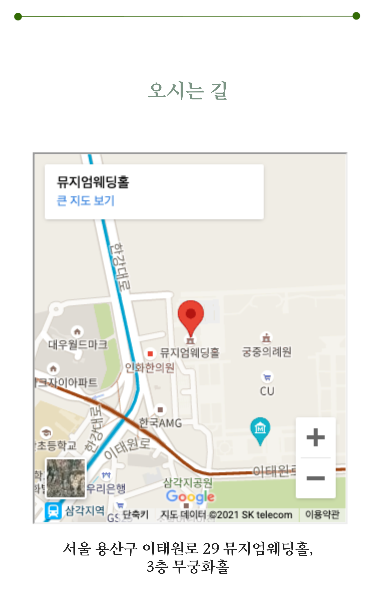 오시는 길
뮤지엄웨딩홀
큰 지도 보기
한강대로
대우월드마크
뮤지엄웨딩홀
궁중의례원
인화한의원
CU
크자이아파트
한국AMG
한강대로
이태원로
초등학교
이태원로
우리은행
삼각지공원
Google
삼각지역
단축키
지도 데이터 ©2021 SK telecom
이용약관
서울 용산구 이태원로 29 뮤지엄웨딩홀,
3층 무궁화홀